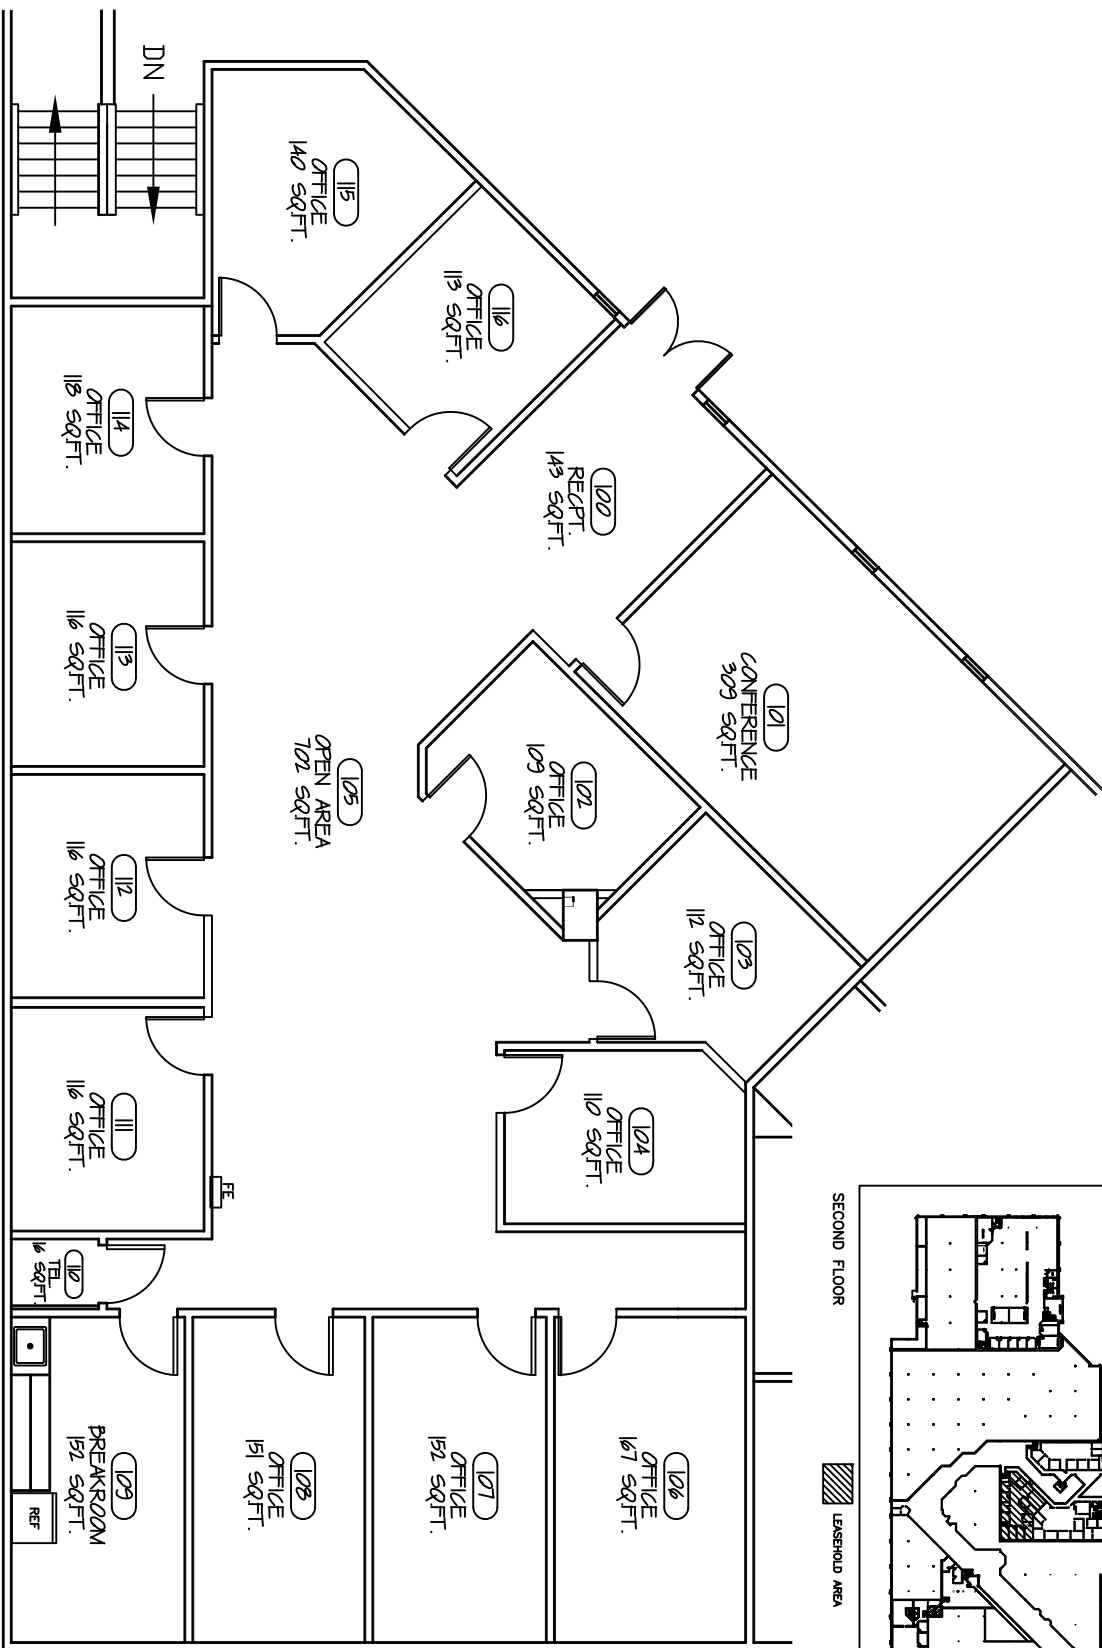 DN
115
OFFICE
140 SQ.FT.
116
OFFICE
113 SQ.FT.
100
RECPT.
143 SQ.FT.
101
CONFERENCE
309 SQ.FT.
114
OFFICE
118 SQ.FT.
113
OFFICE
116 SQ.FT.
112
OFFICE
116 SQ.FT.
111
OFFICE
116 SQ.FT.
105
OPEN AREA
702 SQ.FT.
102
OFFICE
109 SQ.FT.
103
OFFICE
112 SQ.FT.
104
OFFICE
110 SQ.FT.
FE
110
TEL.
16 SQ.FT.
106
OFFICE
167 SQ.FT.
107
OFFICE
152 SQ.FT.
108
OFFICE
151 SQ.FT.
109
BREAKROOM
152 SQ.FT.
REF
SECOND FLOOR
LEASEHOLD AREA